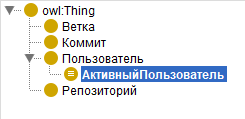 owl:Thing
Ветка
Коммит
Пользователь
АктивныйПользователь
Репозиторий